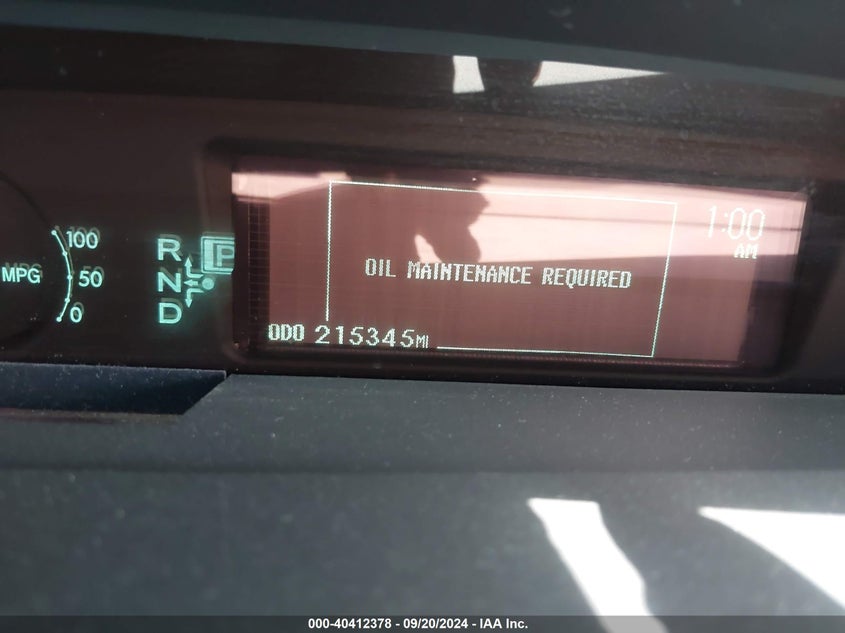 100
MPG
50
0
R
P
N
D
1:00
AM
OIL MAINTENANCE REQUIRED
ODO 215345MI
000-40412378 - 09/20/2024 - IAA Inc.